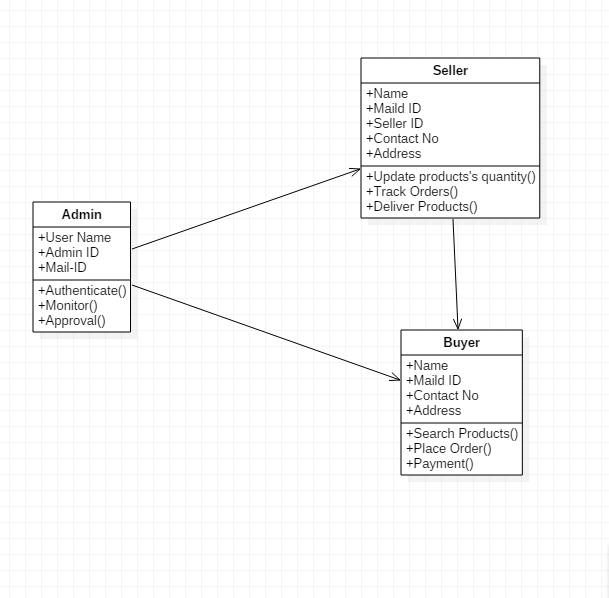 Seller
+Name
+Maild ID
+Seller ID
+Contact No
+Address
+Update products's quantity()
+Track Orders()
+Deliver Products()
Admin
+User Name
+Admin ID
+Mail-ID
+Authenticate()
+Monitor()
+Approval()
Buyer
+Name
+Maild ID
+Contact No
+Address
+Search Products()
+Place Order()
+Payment()